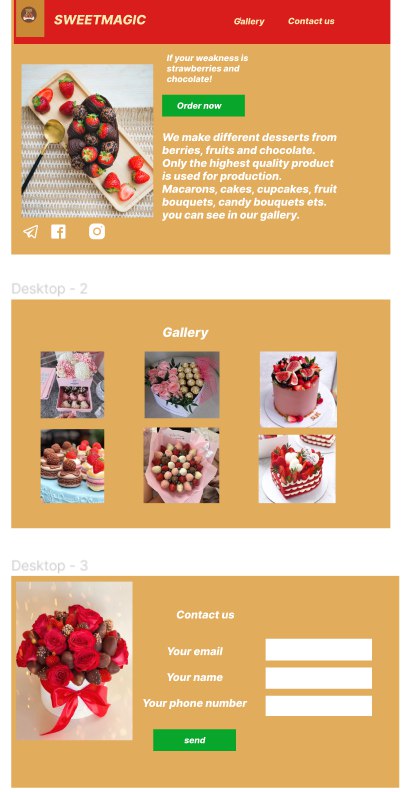 SWEETMAGIC
Gallery
Contact us
If your weakness is
strawberries and
chocolate!
Order now
We make different desserts from
berries, fruits and chocolate.
Only the highest quality product
is used for production.
Macarons, cakes, cupcakes, fruit
bouquets, candy bouquets ets.
you can see in our gallery.
Desktop - 2
Gallery
Desktop - 3
Contact us
Your email
Your name
Your phone number
send